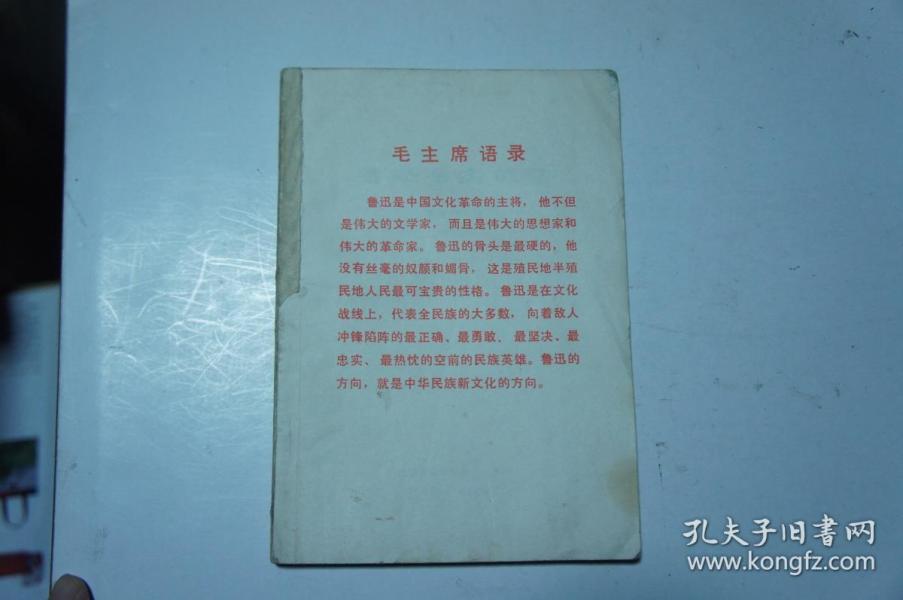 毛主席语录
鲁迅是中国文化革命的主将，他不但
是伟大的文学家，而且是伟大的思想家和
伟大的革命家。鲁迅的骨头是最硬的，他
没有丝毫的奴颜和媚骨，这是殖民地半殖
民地人民最可宝贵的性格。鲁迅是在文化
战线上，代表全民族的大多数，向着敌人
冲锋陷阵的最正确、最勇敢、最坚决、最
忠实、最热忱的空前的民族英雄。鲁迅的
方向，就是中华民族新文化的方向。
孔夫子旧书网
www.kongfz.com